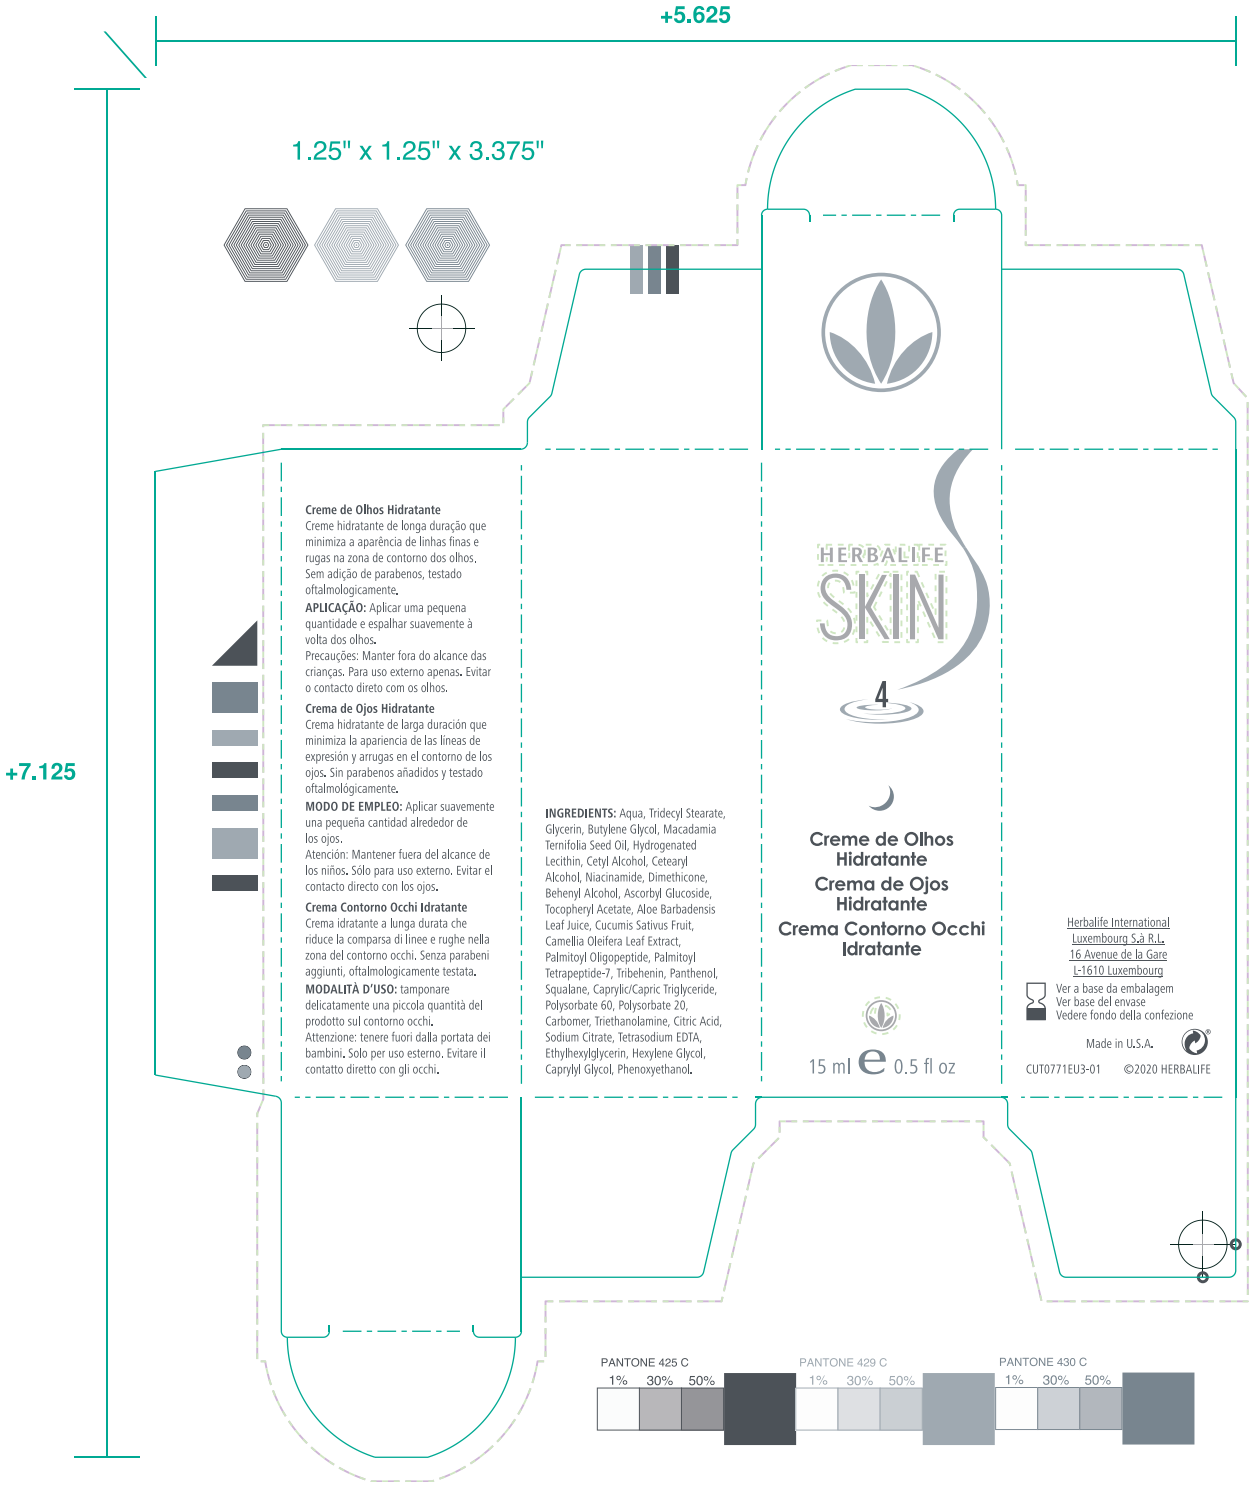 +5.625
1.25" x 1.25" x 3.375"
+7.125
Creme de Olhos Hidratante
Creme hidratante de longa duração que
minimiza a aparência de linhas finas e
rugas na zona de contorno dos olhos.
Sem adição de parabenos, testado
oftalmologicamente.
APLICAÇÃO: Aplicar uma pequena
quantidade e espalhar suavemente à
volta dos olhos.
Precauções: Manter fora do alcance das
crianças. Para uso externo apenas. Evitar
o contacto direto com os olhos.
Crema de Ojos Hidratante
Crema hidratante de larga duración que
minimiza la apariencia de las líneas de
expresión y arrugas en el contorno de los
ojos. Sin parabenos añadidos y testado
oftalmológicamente.
MODO DE EMPLEO: Aplicar suavemente
una pequeña cantidad alrededor de
los ojos.
Atención: Mantener fuera del alcance de
los niños. Sólo para uso externo. Evitar el
contacto directo con los ojos.
Crema Contorno Occhi Idratante
Crema idratante a lunga durata che
riduce la comparsa di linee e rughe nella
zona del contorno occhi. Senza parabeni
aggiunti, oftalmologicamente testata.
MODALITÀ D'USO: tamponare
delicatamente una piccola quantità del
prodotto sul contorno occhi.
Attenzione: tenere fuori dalla portata dei
bambini. Solo per uso esterno. Evitare il
contatto diretto con gli occhi.
INGREDIENTS: Aqua, Tridecyl Stearate,
Glycerin, Butylene Glycol, Macadamia
Ternifolia Seed Oil, Hydrogenated
Lecithin, Cetyl Alcohol, Cetearyl
Alcohol, Niacinamide, Dimethicone,
Behenyl Alcohol, Ascorbyl Glucoside,
Tocopheryl Acetate, Aloe Barbadensis
Leaf Juice, Cucumis Sativus Fruit,
Camellia Oleifera Leaf Extract,
Palmitoyl Oligopeptide, Palmitoyl
Tetrapeptide-7, Tribehenin, Panthenol,
Squalane, Caprylic/Capric Triglyceride,
Polysorbate 60, Polysorbate 20,
Carbomer, Triethanolamine, Citric Acid,
Sodium Citrate, Tetrasodium EDTA,
Ethylhexylglycerin, Hexylene Glycol,
Caprylyl Glycol, Phenoxyethanol.
HERBALIFE
SKIN
4
Creme de Olhos
Hidratante
Crema de Ojos
Hidratante
Crema Contorno Occhi
Idratante
15 ml e 0.5 fl oz
Herbalife International
Luxembourg S.à R.L.
16 Avenue de la Gare
L-1610 Luxembourg
Ver a base da embalagem
Ver base del envase
Vedere fondo della confezione
Made in U.S.A. ®
CUT0771EU3-01 ©2020 HERBALIFE
PANTONE 425 C
1% 30% 50%
PANTONE 429 C
1% 30% 50%
PANTONE 430 C
1% 30% 50%